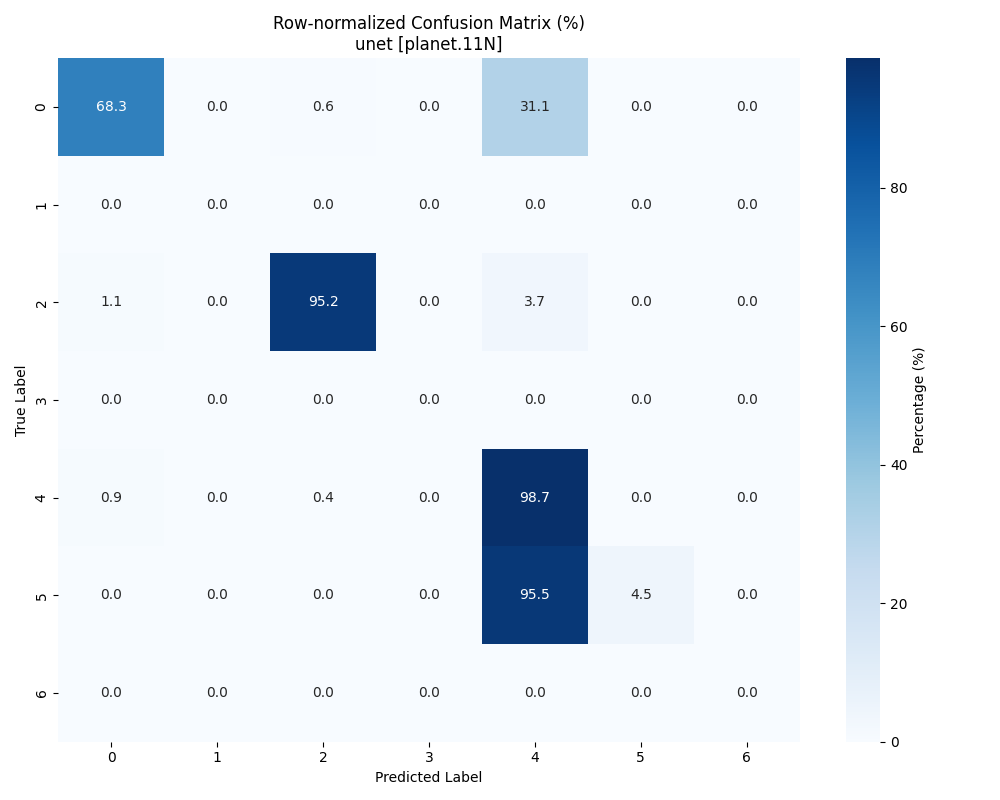 Row-normalized Confusion Matrix (%)
unet [planet.11N]
0 68.3 0.0 0.6 0.0 31.1 0.0 0.0
1 0.0 0.0 0.0 0.0 0.0 0.0 0.0
2 1.1 0.0 95.2 0.0 3.7 0.0 0.0
3 0.0 0.0 0.0 0.0 0.0 0.0 0.0
4 0.9 0.0 0.4 0.0 98.7 0.0 0.0
5 0.0 0.0 0.0 0.0 95.5 4.5 0.0
6 0.0 0.0 0.0 0.0 0.0 0.0 0.0
0 1 2 3 4 5 6
Predicted Label
True Label
80
60
40
20
0
Percentage (%)